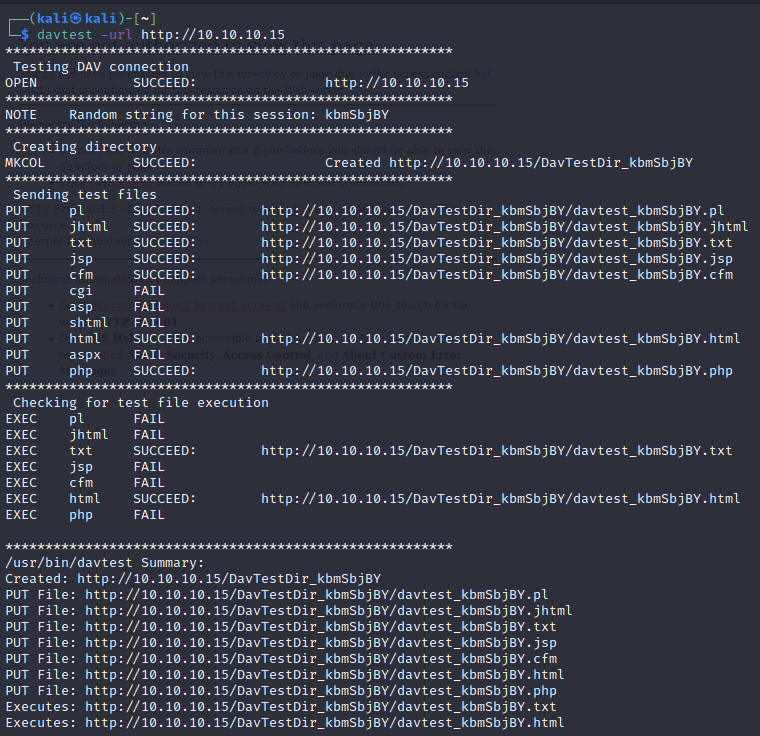 ┌──(kali㉿kali)-[~]
└─$ davtest -url http://10.10.10.15
********************************************************
 Testing DAV connection
OPEN            SUCCEED:                http://10.10.10.15
********************************************************
NOTE    Random string for this session: kbmSbjBY
********************************************************
 Creating directory
MKCOL           SUCCEED:                Created http://10.10.10.15/DavTestDir_kbmSbjBY
********************************************************
 Sending test files
PUT     pl      SUCCEED:        http://10.10.10.15/DavTestDir_kbmSbjBY/davtest_kbmSbjBY.pl
PUT     jhtml   SUCCEED:        http://10.10.10.15/DavTestDir_kbmSbjBY/davtest_kbmSbjBY.jhtml
PUT     txt     SUCCEED:        http://10.10.10.15/DavTestDir_kbmSbjBY/davtest_kbmSbjBY.txt
PUT     jsp     SUCCEED:        http://10.10.10.15/DavTestDir_kbmSbjBY/davtest_kbmSbjBY.jsp
PUT     cfm     SUCCEED:        http://10.10.10.15/DavTestDir_kbmSbjBY/davtest_kbmSbjBY.cfm
PUT     cgi     FAIL
PUT     asp     FAIL
PUT     shtml   FAIL
PUT     html    SUCCEED:        http://10.10.10.15/DavTestDir_kbmSbjBY/davtest_kbmSbjBY.html
PUT     aspx    FAIL
PUT     php     SUCCEED:        http://10.10.10.15/DavTestDir_kbmSbjBY/davtest_kbmSbjBY.php
********************************************************
 Checking for test file execution
EXEC    pl      FAIL
EXEC    jhtml   FAIL
EXEC    txt     SUCCEED:        http://10.10.10.15/DavTestDir_kbmSbjBY/davtest_kbmSbjBY.txt
EXEC    jsp     FAIL
EXEC    cfm     FAIL
EXEC    html    SUCCEED:        http://10.10.10.15/DavTestDir_kbmSbjBY/davtest_kbmSbjBY.html
EXEC    php     FAIL

********************************************************
/usr/bin/davtest Summary:
Created: http://10.10.10.15/DavTestDir_kbmSbjBY
PUT File: http://10.10.10.15/DavTestDir_kbmSbjBY/davtest_kbmSbjBY.pl
PUT File: http://10.10.10.15/DavTestDir_kbmSbjBY/davtest_kbmSbjBY.jhtml
PUT File: http://10.10.10.15/DavTestDir_kbmSbjBY/davtest_kbmSbjBY.txt
PUT File: http://10.10.10.15/DavTestDir_kbmSbjBY/davtest_kbmSbjBY.jsp
PUT File: http://10.10.10.15/DavTestDir_kbmSbjBY/davtest_kbmSbjBY.cfm
PUT File: http://10.10.10.15/DavTestDir_kbmSbjBY/davtest_kbmSbjBY.html
PUT File: http://10.10.10.15/DavTestDir_kbmSbjBY/davtest_kbmSbjBY.php
Executes: http://10.10.10.15/DavTestDir_kbmSbjBY/davtest_kbmSbjBY.txt
Executes: http://10.10.10.15/DavTestDir_kbmSbjBY/davtest_kbmSbjBY.html